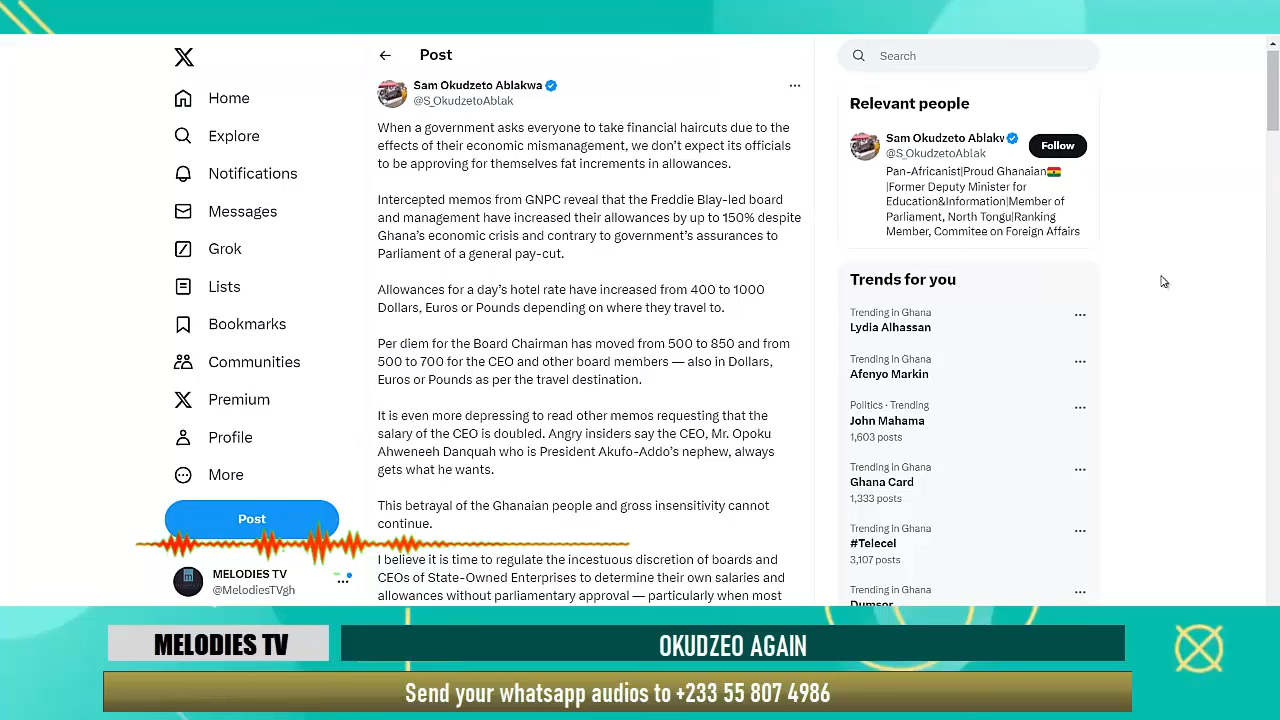 Home
Explore
Notifications
Messages
Grok
Lists
Bookmarks
Communities
Premium
Profile
More
Post
MELODIES TV
@MelodiesTVgh
Post
Sam Okudzeto Ablakwa
@S_OkudzetoAblak
When a government asks everyone to take financial haircuts due to the
effects of their economic mismanagement, we don’t expect its officials
to be approving for themselves fat increments in allowances.
Intercepted memos from GNPC reveal that the Freddie Blay-led board
and management have increased their allowances by up to 150% despite
Ghana’s economic crisis and contrary to government’s assurances to
Parliament of a general pay-cut.
Allowances for a day’s hotel rate have increased from 400 to 1000
Dollars, Euros or Pounds depending on where they travel to.
Per diem for the Board Chairman has moved from 500 to 850 and from
500 to 700 for the CEO and other board members — also in Dollars,
Euros or Pounds as per the travel destination.
It is even more depressing to read other memos requesting that the
salary of the CEO is doubled. Angry insiders say the CEO, Mr. Opoku
Ahweneeh Danquah who is President Akufo-Addo’s nephew, always
gets what he wants.
This betrayal of the Ghanaian people and gross insensitivity cannot
continue.
I believe it is time to regulate the incestuous discretion of boards and
CEOs of State-Owned Enterprises to determine their own salaries and
allowances without parliamentary approval — particularly when most
Search
Relevant people
Sam Okudzeto Ablakw
@S_OkudzetoAblak
Follow
Pan-Africanist|Proud Ghanaian
|Former Deputy Minister for
Education&Information|Member of
Parliament, North Tongu|Ranking
Member, Commitee on Foreign Affairs
Trends for you
Trending in Ghana
Lydia Alhassan
Trending in Ghana
Afenyo Markin
Politics · Trending
John Mahama
1,603 posts
Trending in Ghana
Ghana Card
1,333 posts
Trending in Ghana
#Telecel
3,107 posts
Trending in Ghana
Dumsor
MELODIES TV
OKUDZEO AGAIN
Send your whatsapp audios to +233 55 807 4986